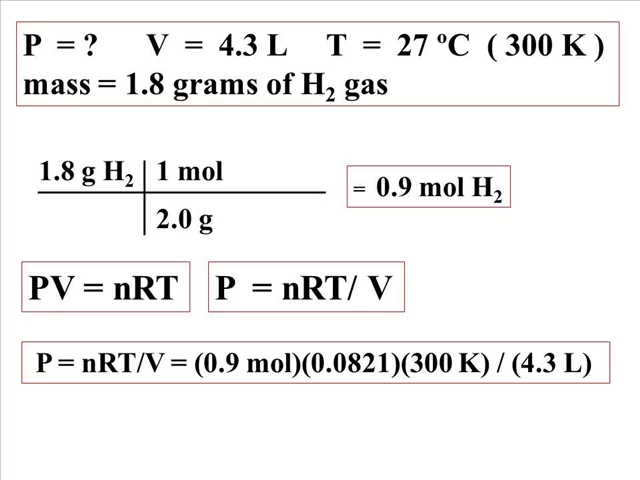 P = ? V = 4.3 L T = 27 ºC ( 300 K )
mass = 1.8 grams of H₂ gas
1.8 g H₂ 1 mol
2.0 g
= 0.9 mol H₂
PV = nRT P = nRT/ V
P = nRT/V = (0.9 mol)(0.0821)(300 K) / (4.3 L)